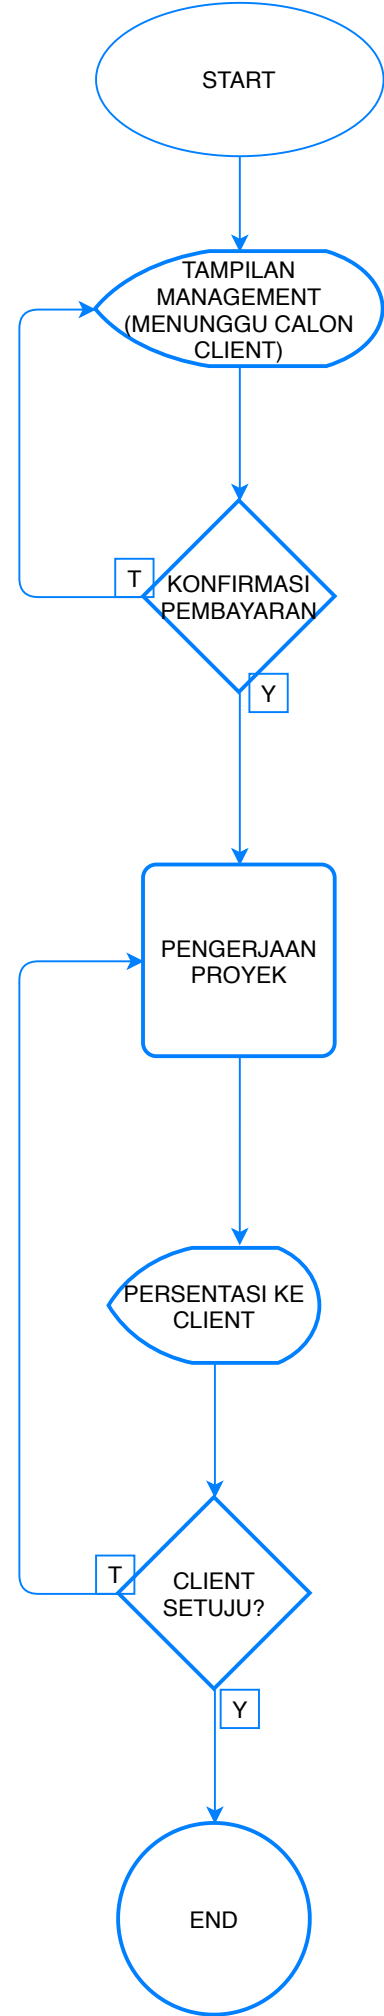 START
TAMPILAN
MANAGEMENT
(MENUNGGU CALON
CLIENT)
T
KONFIRMASI
PEMBAYARAN
Y
PENGERJAAN
PROYEK
PERSENTASI KE
CLIENT
T
CLIENT
SETUJU?
Y
END